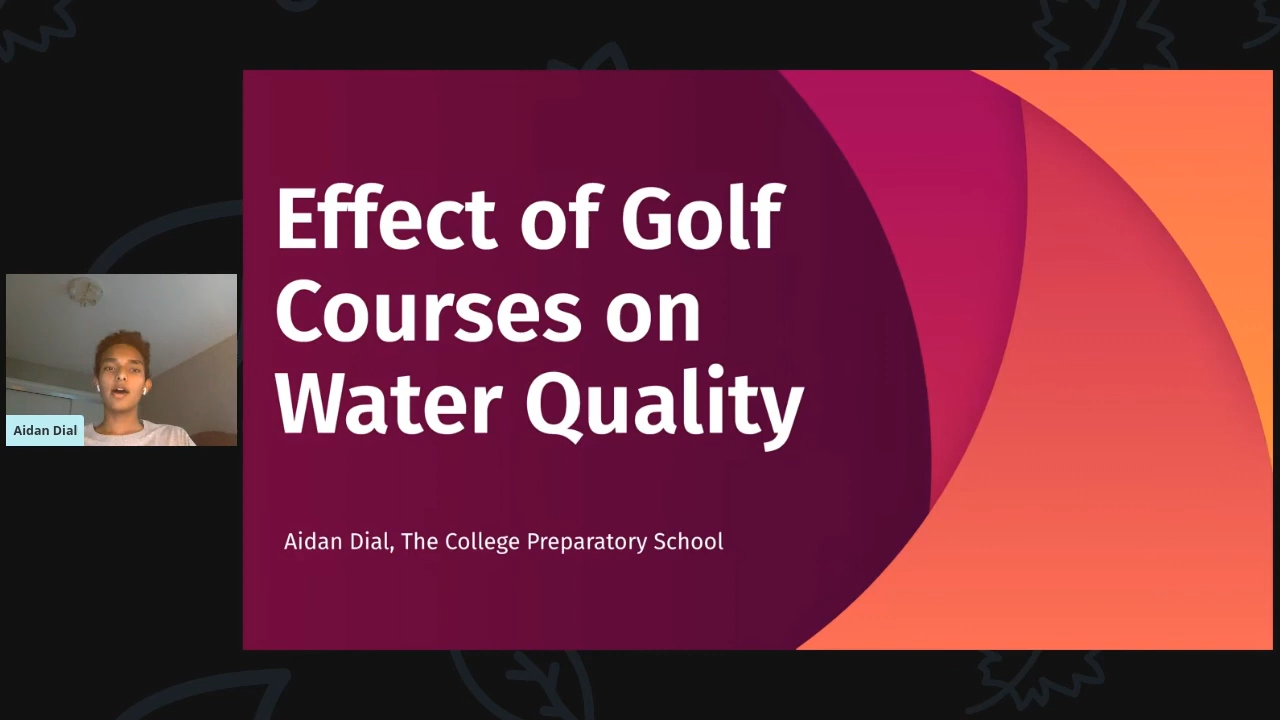 Effect of Golf
Courses on
Water Quality
Aidan Dial
Aidan Dial, The College Preparatory School